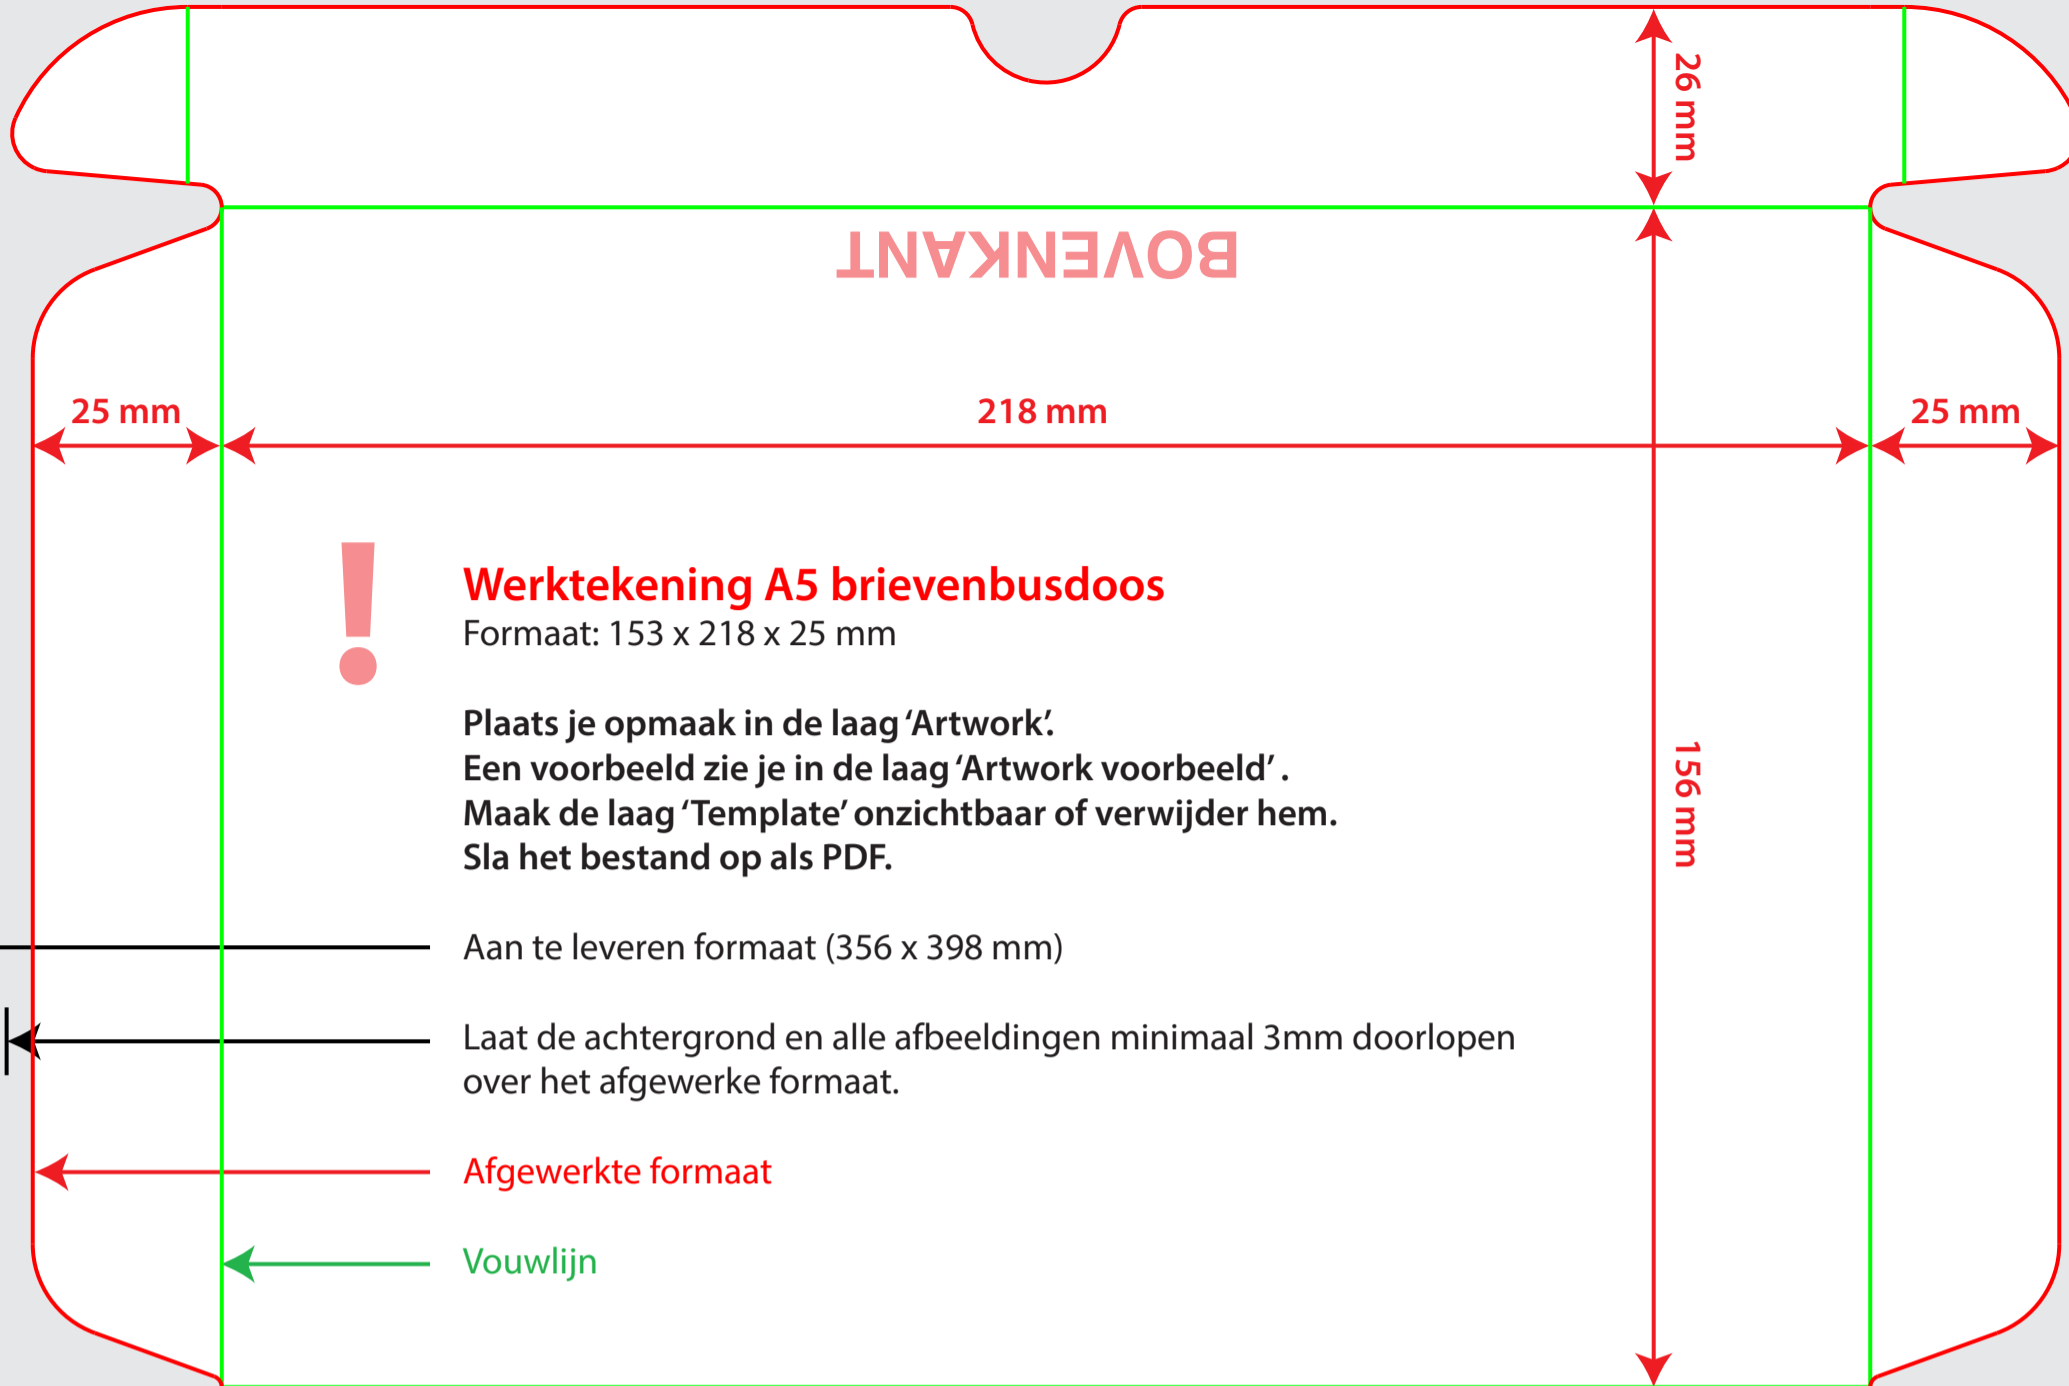 26 mm
BOVENKANT
25 mm
218 mm
25 mm
!
Werktekening A5 brievenbusdoos
Formaat: 153 x 218 x 25 mm
Plaats je opmaak in de laag ‘Artwork’.
Een voorbeeld zie je in de laag ‘Artwork voorbeeld’ .
Maak de laag ‘Template’ onzichtbaar of verwijder hem.
Sla het bestand op als PDF.
156 mm
Aan te leveren formaat (356 x 398 mm)
Laat de achtergrond en alle afbeeldingen minimaal 3mm doorlopen
over het afgewerke formaat.
Afgewerkte formaat
Vouwlijn